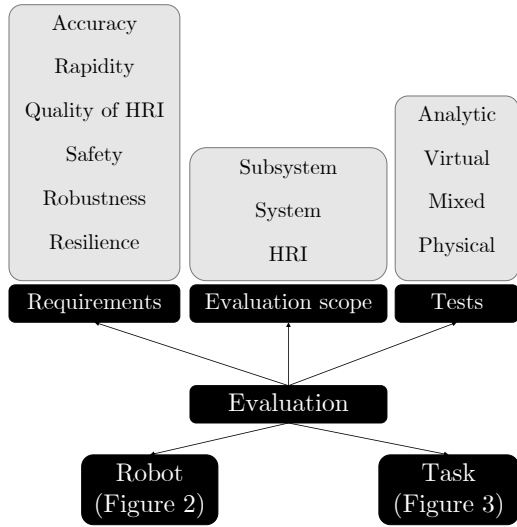 Accuracy
Rapidity
Quality of HRI
Safety
Robustness
Resilience
Requirements
Subsystem
System
HRI
Evaluation scope
Analytic
Virtual
Mixed
Physical
Tests
Evaluation
Robot
(Figure 2)
Task
(Figure 3)